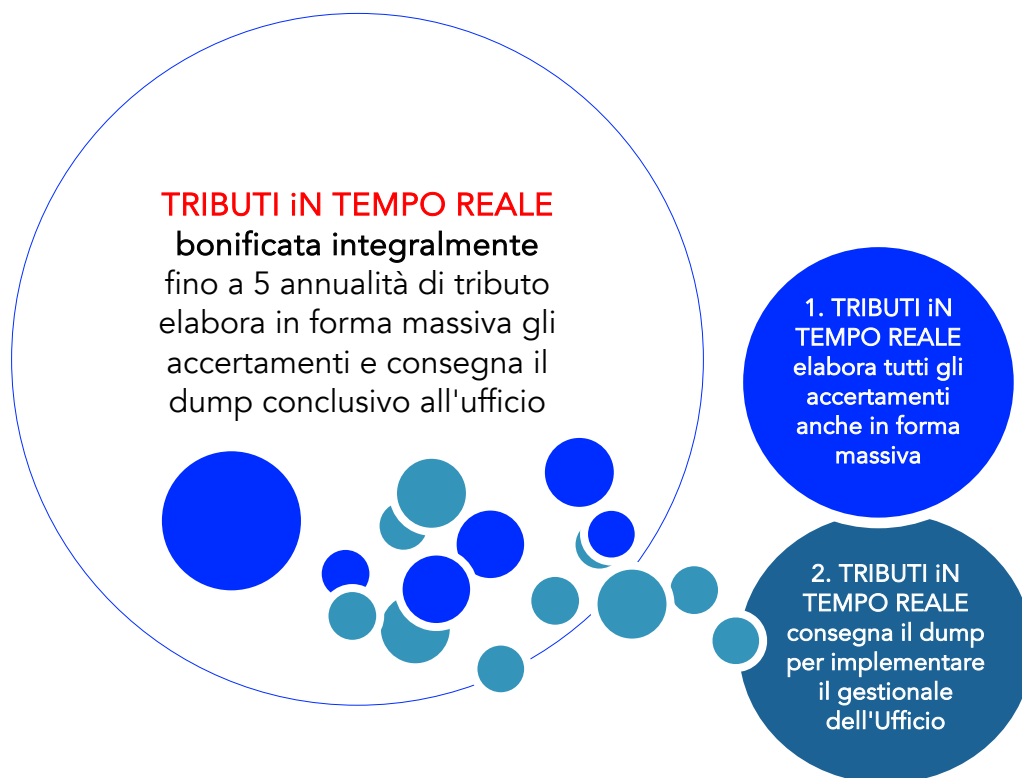 TRIBUTI iN TEMPO REALE
bonificata integralmente
fino a 5 annualità di tributo
elabora in forma massiva gli
accertamenti e consegna il
dump conclusivo all'ufficio
1. TRIBUTI iN
TEMPO REALE
elabora tutti gli
accertamenti
anche in forma
massiva
2. TRIBUTI iN
TEMPO REALE
consegna il dump
per implementare
il gestionale
dell'Ufficio